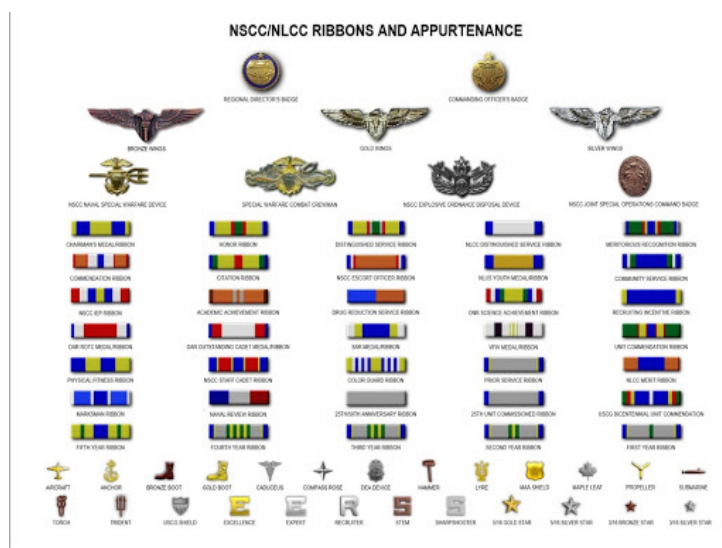 NSCC/NLCC RIBBONS AND APPURTENANCE
REGIONAL DIRECTOR'S BADGE COMMANDING OFFICER'S BADGE
BRONZE WINGS GOLD WINGS SILVER WINGS
NSCC NAVAL SPECIAL WARFARE DEVICE SPECIAL WARFARE COMBAT CREWMAN NSCC EXPLOSIVE ORDNANCE DISPOSAL DEVICE NSCC JOINT SPECIAL OPERATIONS COMMAND BADGE
CHAIRMAN'S MEDAL/RIBBON HONOR RIBBON DISTINGUISHED SERVICE RIBBON NLCC DISTINGUISHED SERVICE RIBBON MERITORIOUS RECOGNITION RIBBON
COMMENDATION RIBBON CITATION RIBBON NSCC ESCORT OFFICER RIBBON NLUS YOUTH MEDAL/RIBBON COMMUNITY SERVICE RIBBON
NSCC IEP RIBBON ACADEMIC ACHIEVEMENT RIBBON DRUG REDUCTION SERVICE RIBBON ONR SCIENCE ACHIEVEMENT RIBBON RECRUITING INCENTIVE RIBBON
DAR ROTC MEDAL/RIBBON DAR OUTSTANDING CADET MEDAL/RIBBON SAR MEDAL/RIBBON VFW MEDAL/RIBBON UNIT COMMENDATION RIBBON
PHYSICAL FITNESS RIBBON NSCC STAFF CADET RIBBON COLOR GUARD RIBBON PRIOR SERVICE RIBBON NLCC MERIT RIBBON
MARKSMAN RIBBON NAVAL REVIEW RIBBON 25TH/50TH ANNIVERSARY RIBBON 25TH UNIT COMMISSIONED RIBBON USCG BICENTENNIAL UNIT COMMENDATION
FIFTH YEAR RIBBON FOURTH YEAR RIBBON THIRD YEAR RIBBON SECOND YEAR RIBBON FIRST YEAR RIBBON
AIRCRAFT ANCHOR BRONZE BOOT GOLD BOOT CADUCEUS COMPASS ROSE DEA DEVICE HAMMER LYRE MAA SHIELD MAPLE LEAF PROPELLER SUBMARINE
E E R S S
TORCH TRIDENT USCG SHIELD EXCELLENCE EXPERT RECRUITER STEM SHARPSHOOTER 5/16 GOLD STAR 5/16 SILVER STAR 3/16 BRONZE STAR 3/16 SILVER STAR